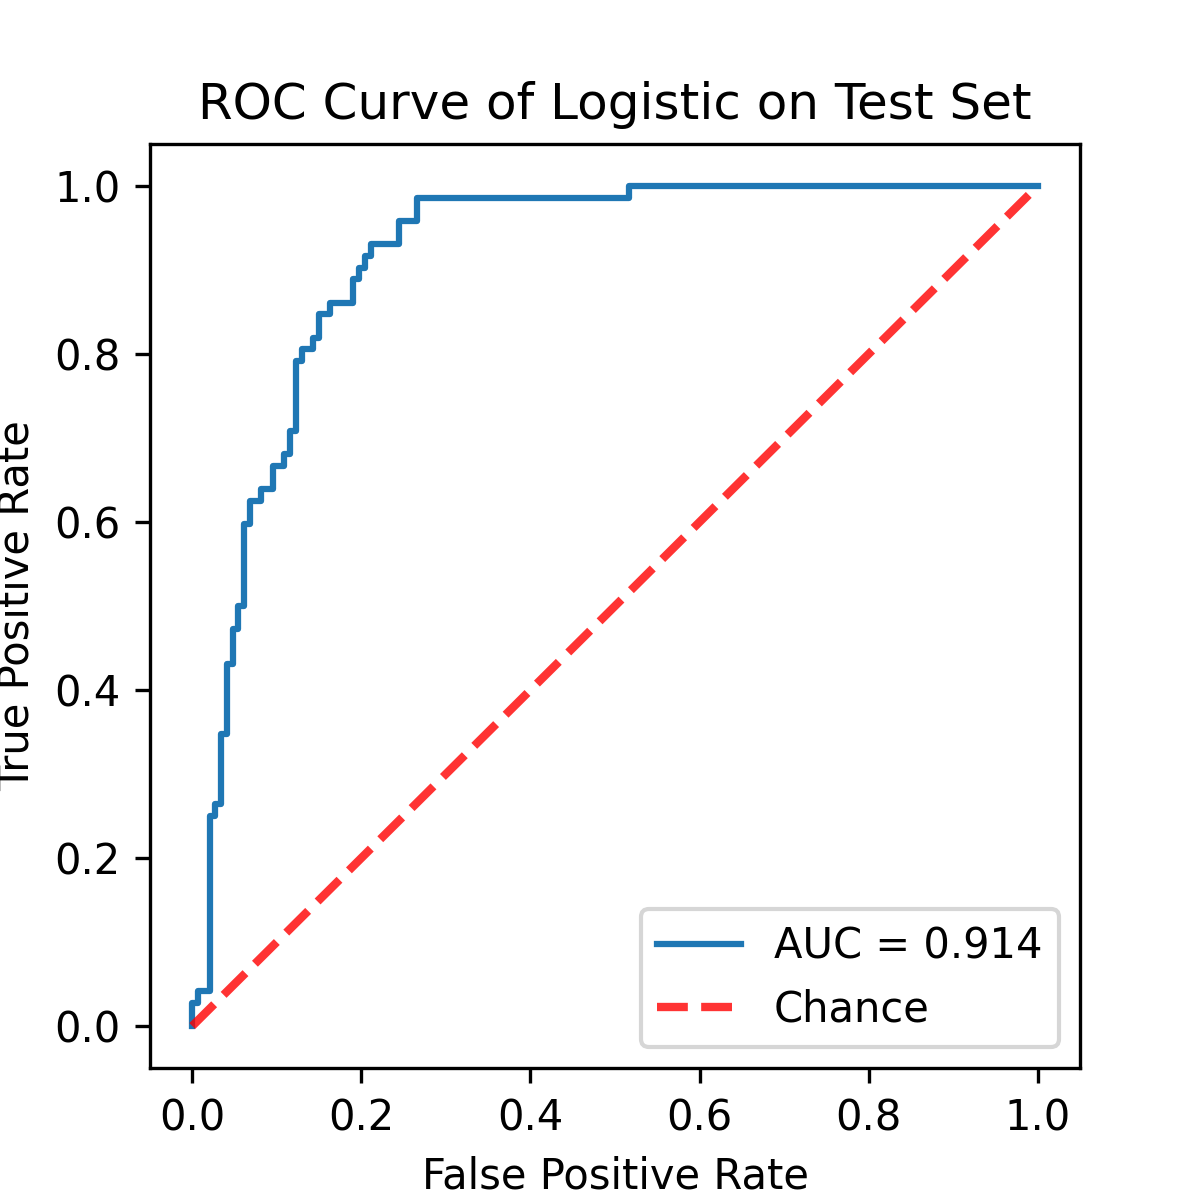 ROC Curve of Logistic on Test Set
True Positive Rate
1.0
0.8
0.6
0.4
0.2
0.0
AUC = 0.914
Chance
0.0 0.2 0.4 0.6 0.8 1.0
False Positive Rate